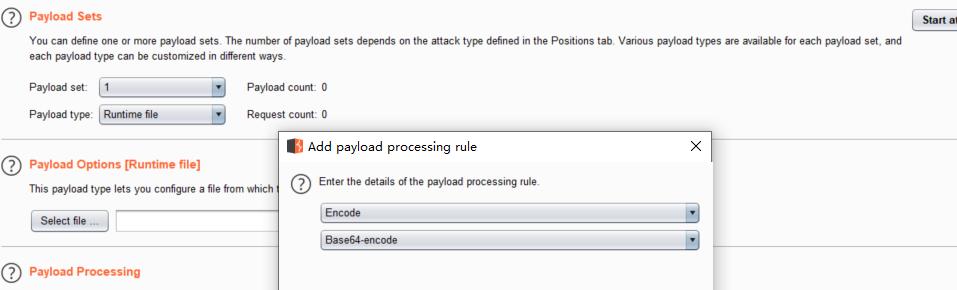 Payload Sets
Start at
You can define one or more payload sets. The number of payload sets depends on the attack type defined in the Positions tab. Various payload types are available for each payload set, and
each payload type can be customized in different ways.
Payload set: 1 Payload count: 0
Payload type: Runtime file Request count: 0
Add payload processing rule
Payload Options [Runtime file]
Enter the details of the payload processing rule.
This payload type lets you configure a file from which t
Encode
Select file ...
Base64-encode
Payload Processing